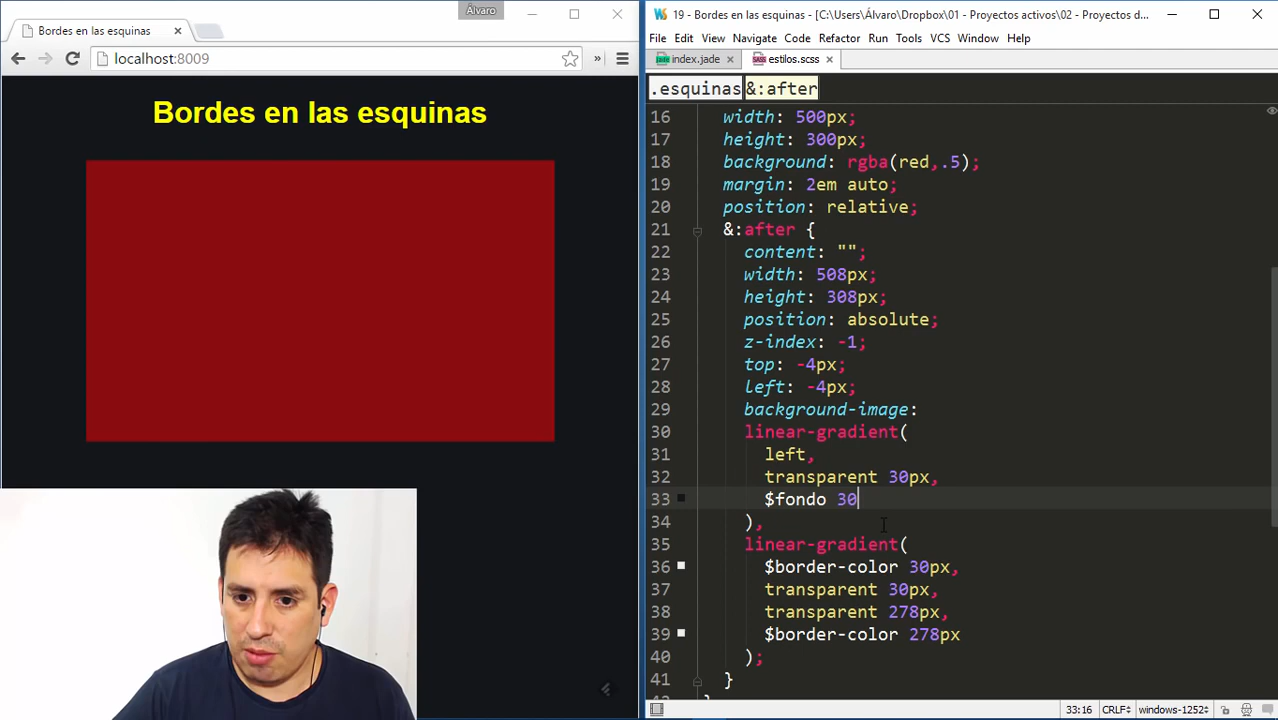 Álvaro
Bordes en las esquinas
localhost:8009
»
Bordes en las esquinas
19 - Bordes en las esquinas - [C:\Users\Álvaro\Dropbox\01 - Proyectos activos\02 - Proyectos d...
File Edit View Navigate Code Refactor Run Tools VCS Window Help
index.jade estilos.scss
.esquinas &:after
16 width: 500px;
17 height: 300px;
18 background: rgba(red,.5);
19 margin: 2em auto;
20 position: relative;
21 &:after {
22 content: "";
23 width: 508px;
24 height: 308px;
25 position: absolute;
26 z-index: -1;
27 top: -4px;
28 left: -4px;
29 background-image:
30 linear-gradient(
31 left,
32 transparent 30px,
33 $fondo 30
34 ),
35 linear-gradient(
36 $border-color 30px,
37 transparent 30px,
38 transparent 278px,
39 $border-color 278px
40 );
41 }
33:16 CRLF÷ windows-1252÷